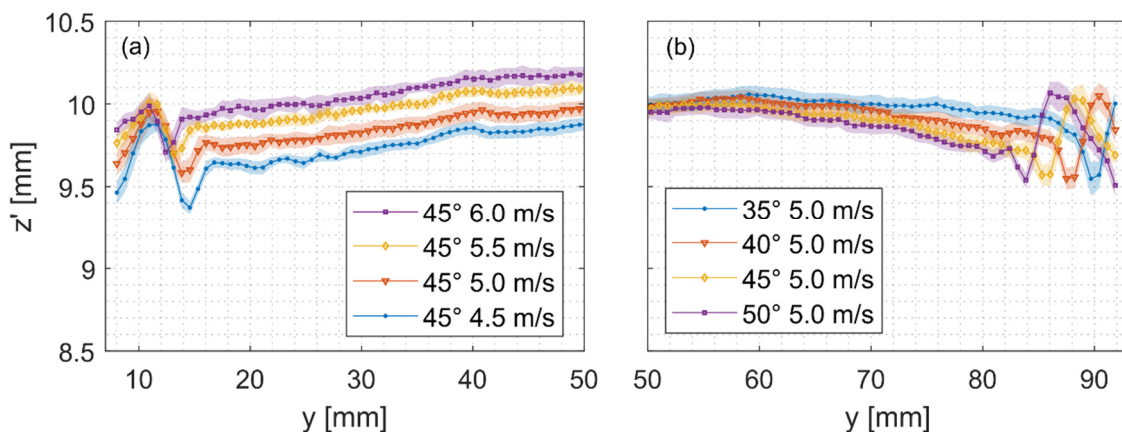 (a)
10.5
10
9.5
9
8.5
z' [mm]
10 20 30 40 50
y [mm]
45° 6.0 m/s
45° 5.5 m/s
45° 5.0 m/s
45° 4.5 m/s
(b)
50 60 70 80 90
y [mm]
35° 5.0 m/s
40° 5.0 m/s
45° 5.0 m/s
50° 5.0 m/s